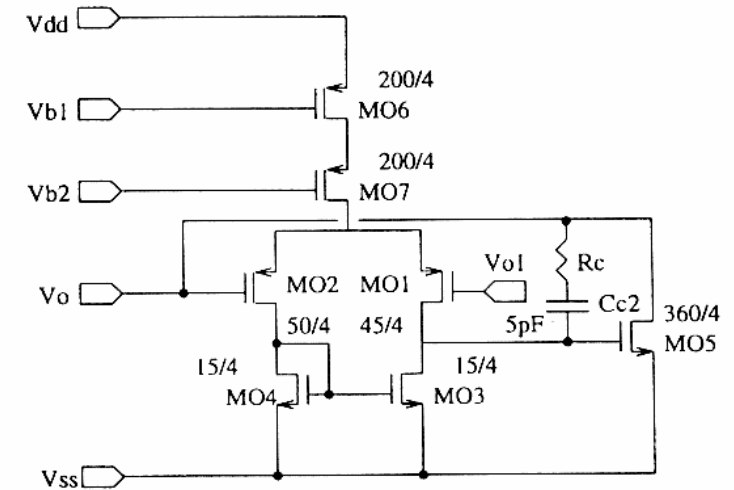 Vdd
200/4
Vb1
MO6
200/4
Vb2
MO7
Vo1
Rc
Vo
MO2
MO1
Cc2
50/4
45/4
5pF
360/4
MO5
15/4
15/4
MO4
MO3
Vss